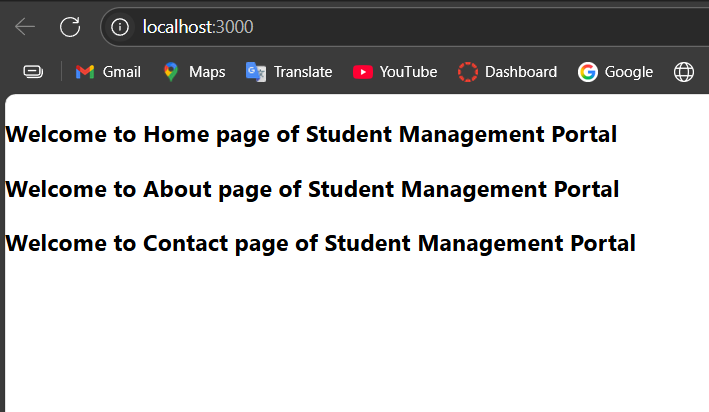 localhost:3000
Gmail Maps Translate YouTube Dashboard Google
Welcome to Home page of Student Management Portal
Welcome to About page of Student Management Portal
Welcome to Contact page of Student Management Portal